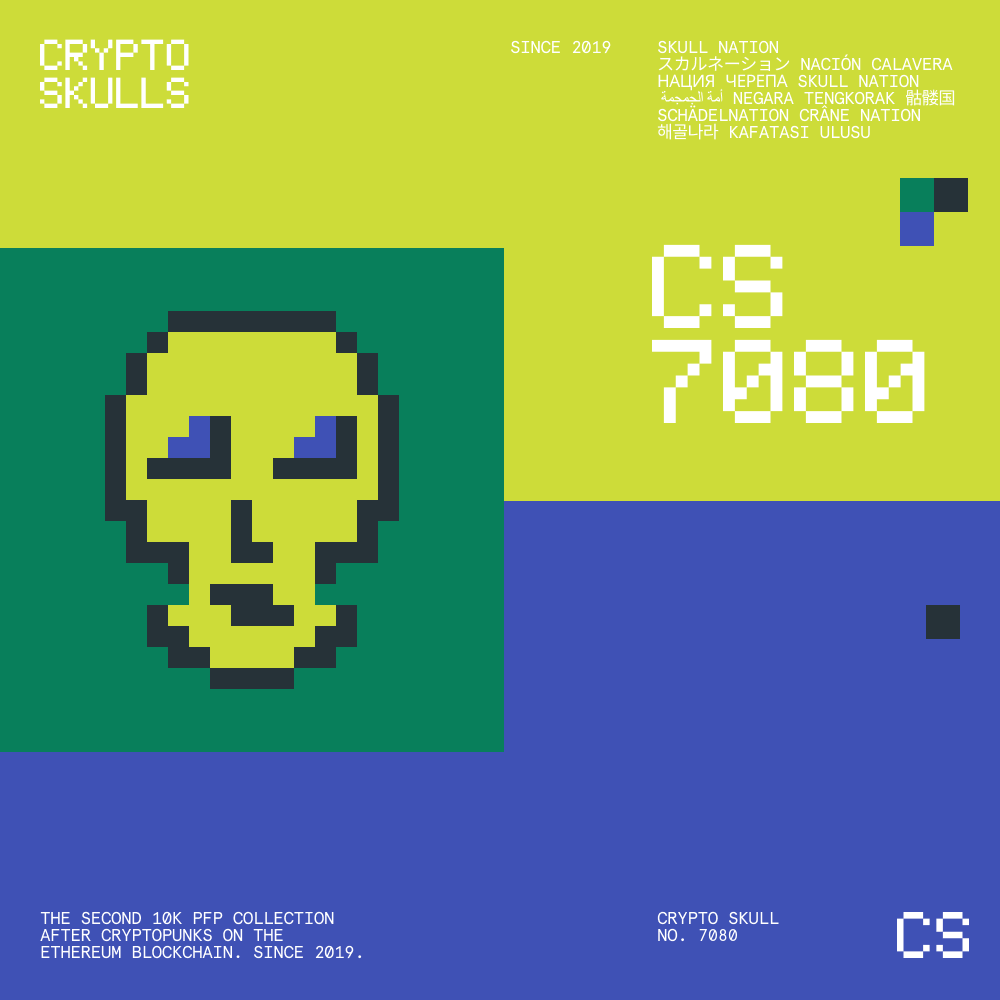 CRYPTO
SKULLS
SINCE 2019
SKULL NATION
スカルネーション NACIÓN CALAVERA
НАЦИЯ ЧЕРЕПА SKULL NATION
أمة الجمجمة NEGARA TENGKORAK 骷髅国
SCHÄDELNATION CRÂNE NATION
해골나라 KAFATASI ULUSU
CS
7080
THE SECOND 10K PFP COLLECTION
AFTER CRYPTOPUNKS ON THE
ETHEREUM BLOCKCHAIN. SINCE 2019.
CRYPTO SKULL
NO. 7080
CS